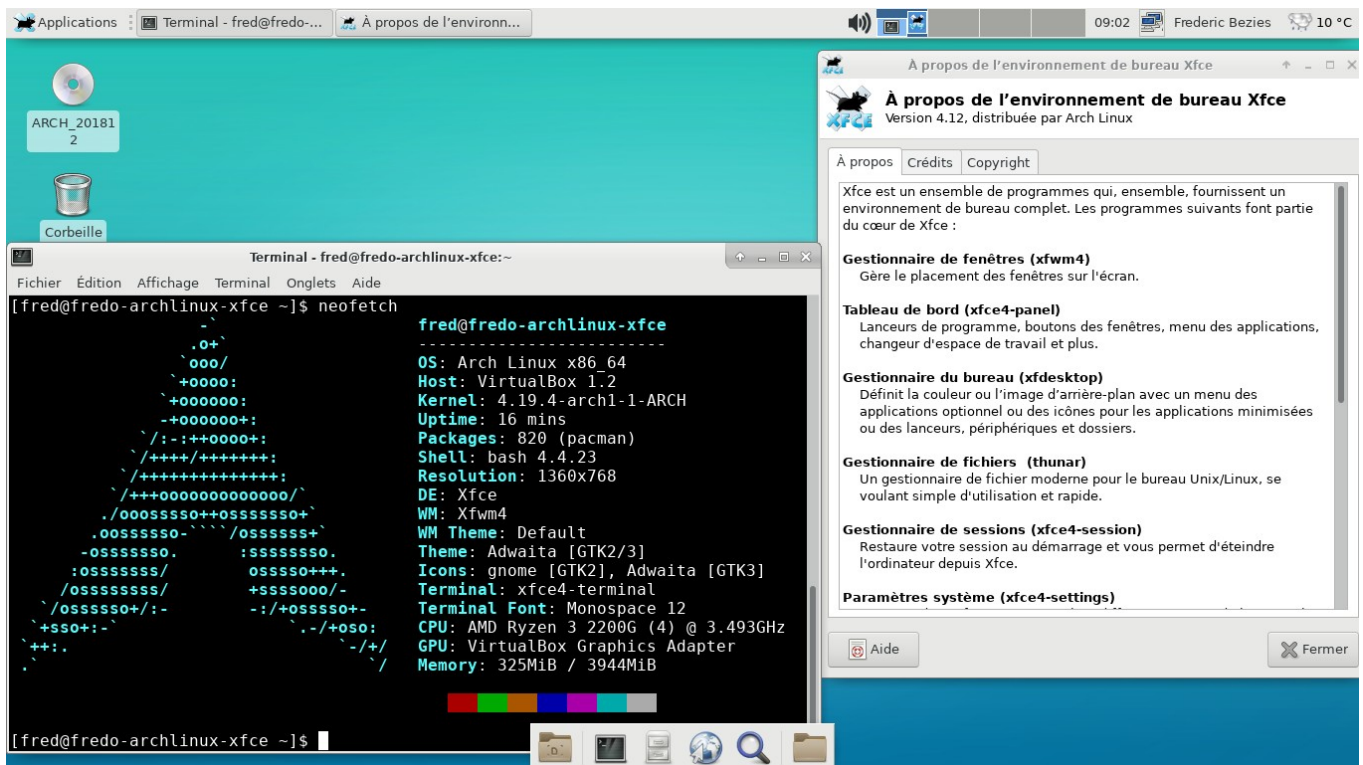 Applications
Terminal - fred@fredo-...
À propos de l’environn...
09:02
Frederic Bezies
10 °C
ARCH_20181
2
Corbeille
Terminal - fred@fredo-archlinux-xfce:~
Fichier Édition Affichage Terminal Onglets Aide
[fred@fredo-archlinux-xfce ~]$ neofetch
fred@fredo-archlinux-xfce
-------------------------
OS: Arch Linux x86_64
Host: VirtualBox 1.2
Kernel: 4.19.4-arch1-1-ARCH
Uptime: 16 mins
Packages: 820 (pacman)
Shell: bash 4.4.23
Resolution: 1360x768
DE: Xfce
WM: Xfwm4
WM Theme: Default
Theme: Adwaita [GTK2/3]
Icons: gnome [GTK2], Adwaita [GTK3]
Terminal: xfce4-terminal
Terminal Font: Monospace 12
CPU: AMD Ryzen 3 2200G (4) @ 3.493GHz
GPU: VirtualBox Graphics Adapter
Memory: 325MiB / 3944MiB
[fred@fredo-archlinux-xfce ~]$
À propos de l’environnement de bureau Xfce
XFCE
À propos de l’environnement de bureau Xfce
Version 4.12, distribuée par Arch Linux
À propos Crédits Copyright
Xfce est un ensemble de programmes qui, ensemble, fournissent un
environnement de bureau complet. Les programmes suivants font partie
du cœur de Xfce :
Gestionnaire de fenêtres (xfwm4)
Gère le placement des fenêtres sur l'écran.
Tableau de bord (xfce4-panel)
Lanceurs de programme, boutons des fenêtres, menu des applications,
changeur d'espace de travail et plus.
Gestionnaire du bureau (xfdesktop)
Définit la couleur ou l’image d’arrière-plan avec un menu des
applications optionnel ou des icônes pour les applications minimisées
ou des lanceurs, périphériques et dossiers.
Gestionnaire de fichiers (thunar)
Un gestionnaire de fichier moderne pour le bureau Unix/Linux, se
voulant simple d'utilisation et rapide.
Gestionnaire de sessions (xfce4-session)
Restaure votre session au démarrage et vous permet d'éteindre
l'ordinateur depuis Xfce.
Paramètres système (xfce4-settings)
Aide
Fermer